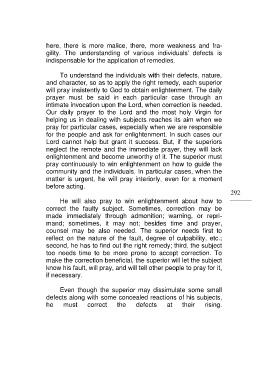 here, there is more malice, there, more weakness and fra-
gility. The understanding of various individuals' defects is
indispensable for the application of remedies.
To understand the individuals with their defects, nature,
and character, so as to apply the right remedy, each superior
will pray insistently to God to obtain enlightenment. The daily
prayer must be said in each particular case through an
intimate invocation upon the Lord, when correction is needed.
Our daily prayer to the Lord and the most holy Virgin for
helping us in dealing with subjects reaches its aim when we
pray for particular cases, especially when we are responsible
for the people and ask for enlightenment. In such cases our
Lord cannot help but grant it success. But, if the superiors
neglect the remote and the immediate prayer, they will lack
enlightenment and become unworthy of it. The superior must
pray continuously to win enlightenment on how to guide the
community and the individuals. In particular cases, when the
matter is urgent, he will pray interiorly, even for a moment
before acting.
292
He will also pray to win enlightenment about how to
correct the faulty subject. Sometimes, correction may be
made immediately through admonition; warning, or repri-
mand; sometimes, it may not; besides time and prayer,
counsel may be also needed. The superior needs first to
reflect on the nature of the fault, degree of culpability, etc.;
second, he has to find out the right remedy; third, the subject
too needs time to be more prone to accept correction. To
make the correction beneficial, the superior will let the subject
know his fault, will pray, and will tell other people to pray for it,
if necessary.
Even though the superior may dissimulate some small
defects along with some concealed reactions of his subjects,
he must correct the defects at their rising.